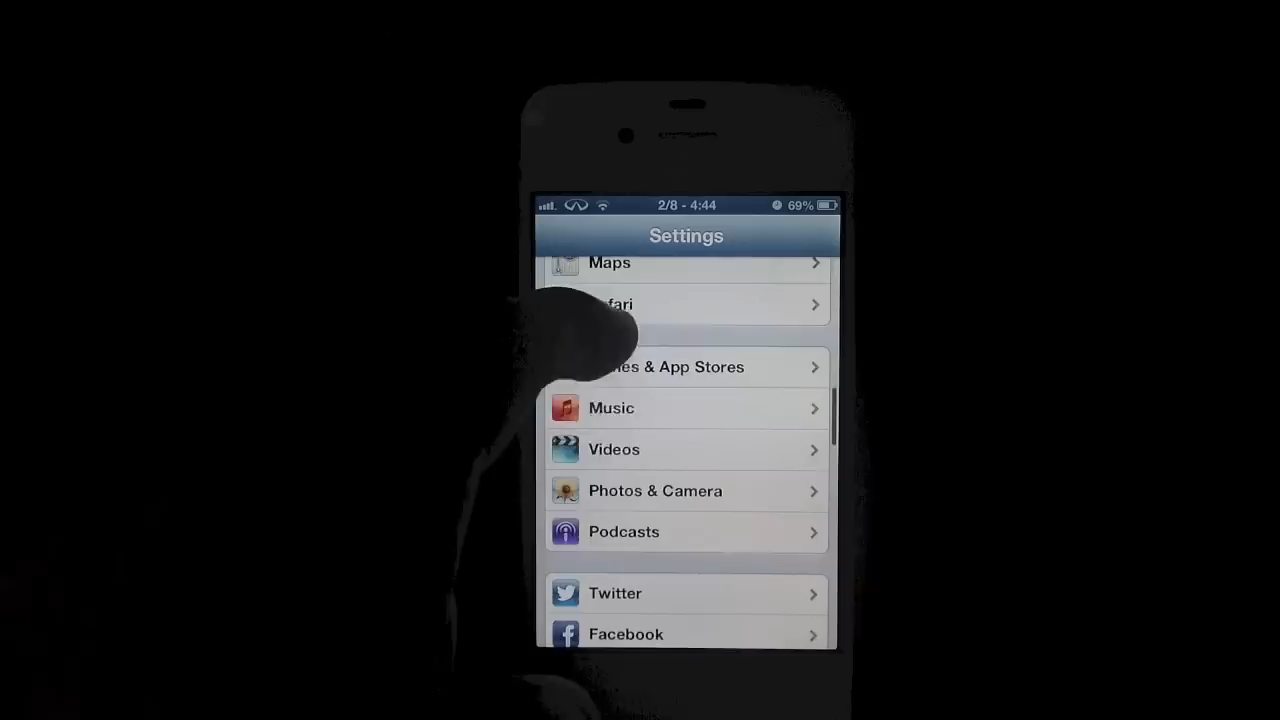 2/8 - 4:44 69%
Settings
Maps
fari
es & App Stores
Music
Videos
Photos & Camera
Podcasts
Twitter
Facebook